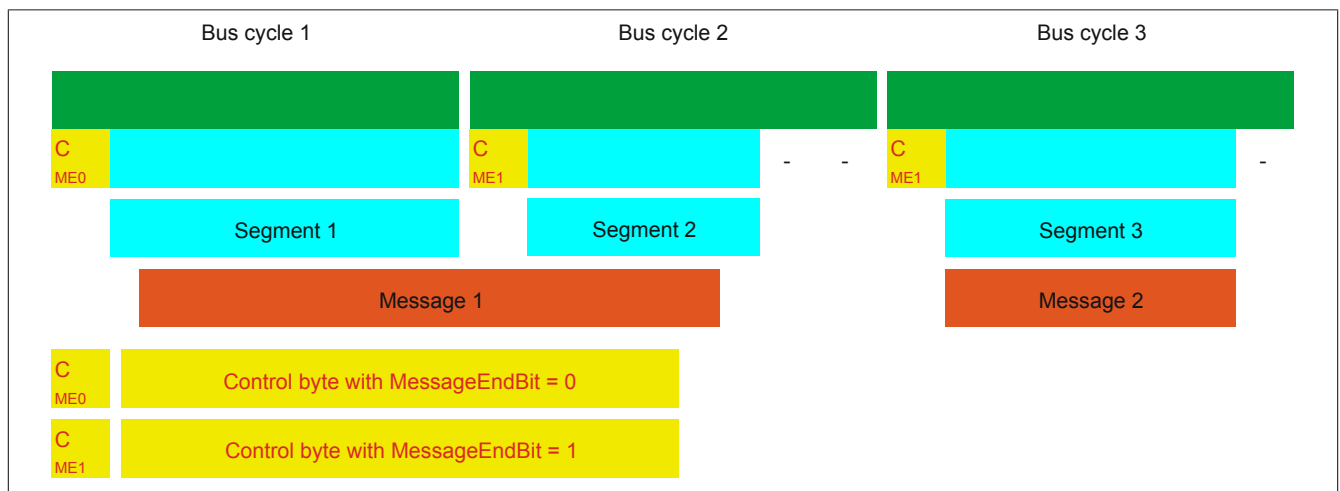 Bus cycle 1 Bus cycle 2 Bus cycle 3
C C C
ME0 - - ME1 ME1 -
Segment 1 Segment 2 Segment 3
Message 1 Message 2
C
ME0
Control byte with MessageEndBit = 0
C
ME1
Control byte with MessageEndBit = 1